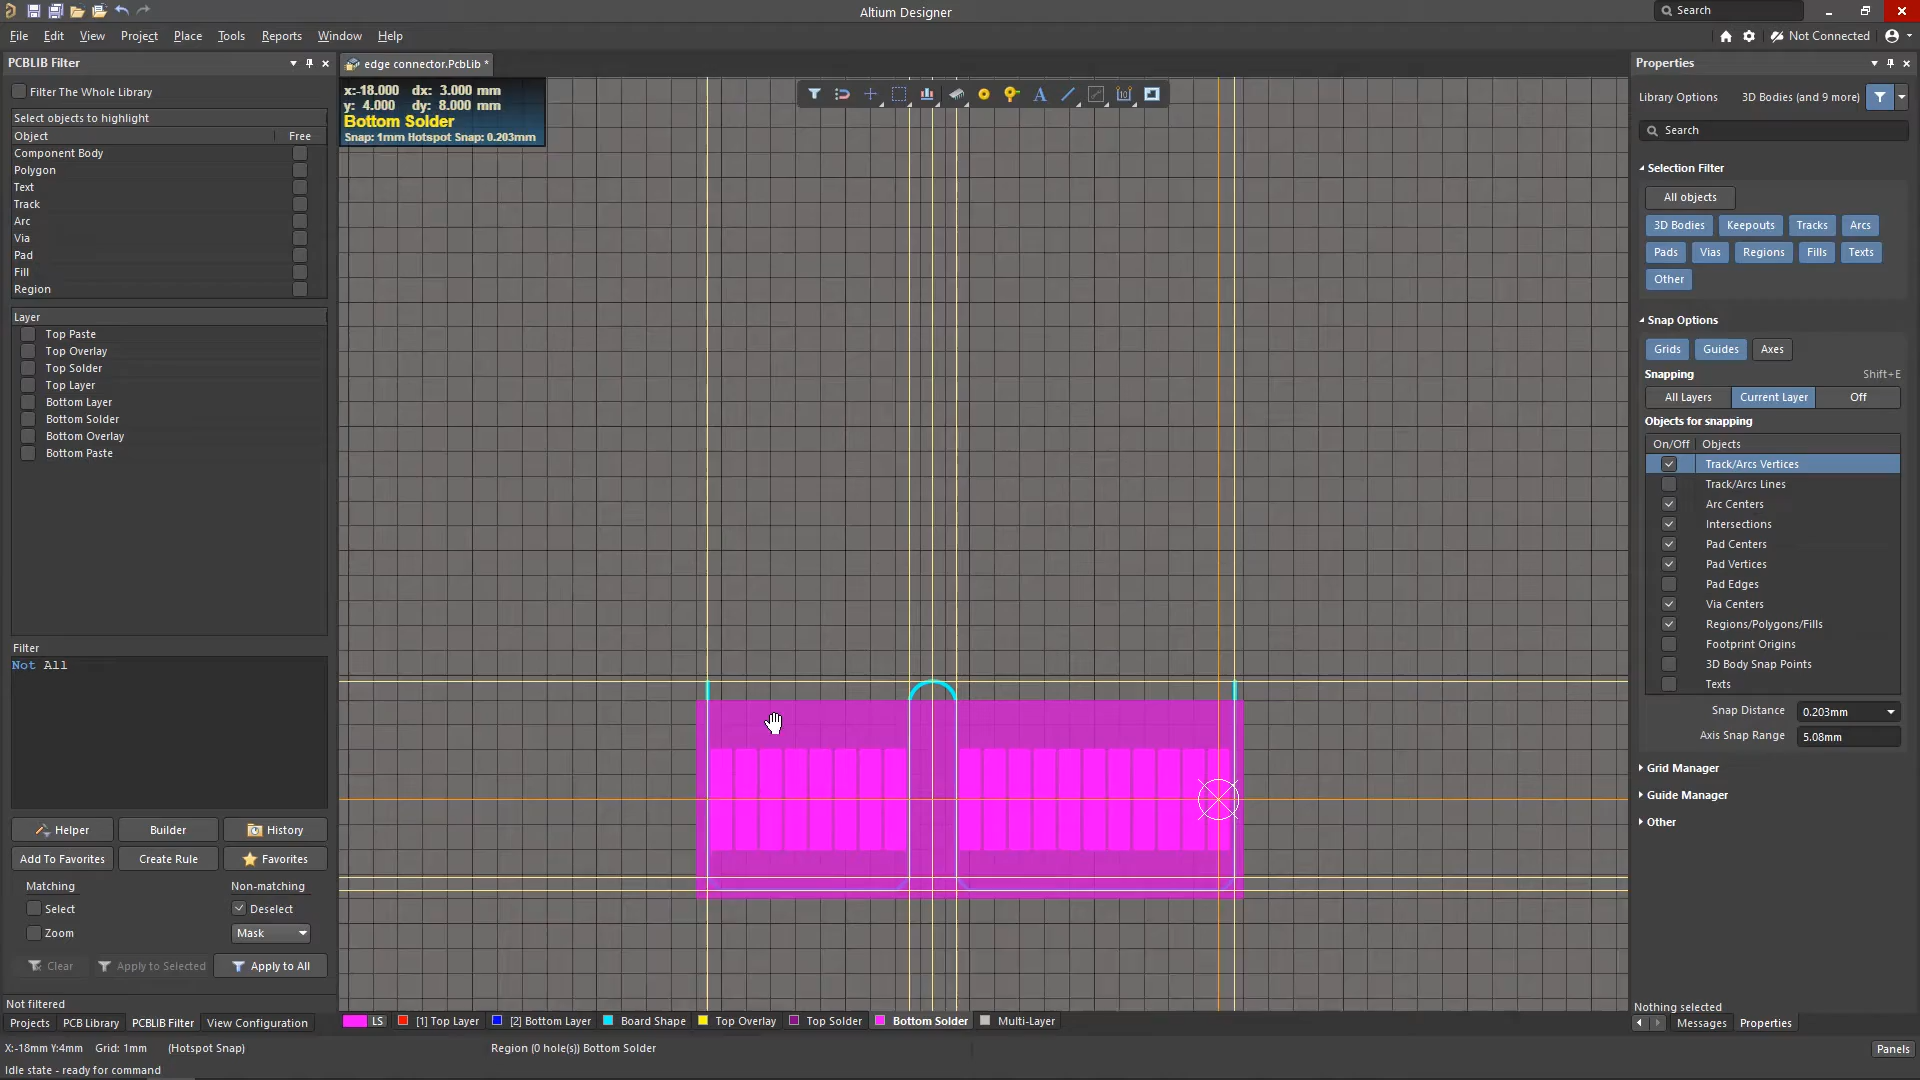 Altium Designer
Search
File Edit View Project Place Tools Reports Window Help
Not Connected
PCBLIB Filter
edge connector.PcbLib *
Properties
x:-18.000 dx: 3.000 mm
y: 4.000 dy: 8.000 mm
Bottom Solder
Snap: 1mm Hotspot Snap: 0.203mm
Filter The Whole Library
Select objects to highlight
Object Free
Component Body
Polygon
Text
Track
Arc
Via
Pad
Fill
Region
Layer
Top Paste
Top Overlay
Top Solder
Top Layer
Bottom Layer
Bottom Solder
Bottom Overlay
Bottom Paste
Filter
Not All
Helper Builder History
Add To Favorites Create Rule Favorites
Matching Non-matching
Select Deselect
Zoom Mask
Clear Apply to Selected Apply to All
Not filtered
Projects PCB Library PCBLIB Filter View Configuration
Library Options 3D Bodies (and 9 more)
Search
Selection Filter
All objects
3D Bodies Keepouts Tracks Arcs
Pads Vias Regions Fills Texts
Other
Snap Options
Grids Guides Axes
Snapping Shift+E
All Layers Current Layer Off
Objects for snapping
On/Off Objects
Track/Arcs Vertices
Track/Arcs Lines
Arc Centers
Intersections
Pad Centers
Pad Vertices
Pad Edges
Via Centers
Regions/Polygons/Fills
Footprint Origins
3D Body Snap Points
Texts
Snap Distance 0.203mm
Axis Snap Range 5.08mm
Grid Manager
Guide Manager
Other
Nothing selected
Messages Properties
LS [1] Top Layer [2] Bottom Layer Board Shape Top Overlay Top Solder Bottom Solder Multi-Layer
X:-18mm Y:4mm Grid: 1mm (Hotspot Snap) Region (0 hole(s)) Bottom Solder
Panels
Idle state - ready for command